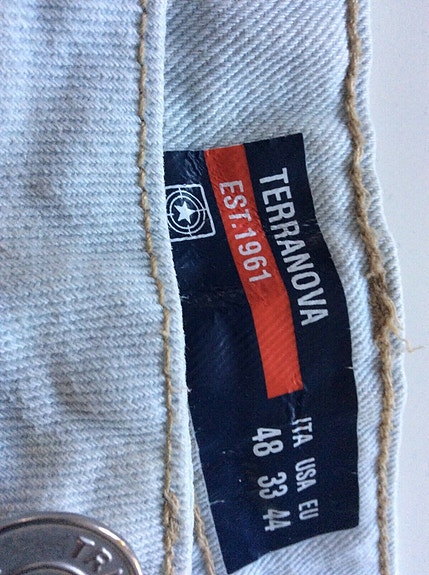 TERRANOVA
EST.1961
ITA USA EU
48 33 44